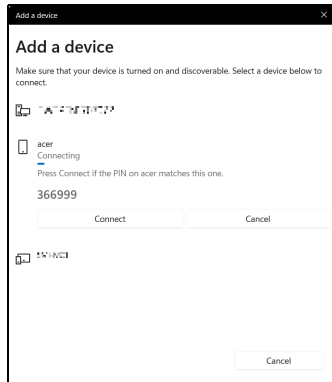 Add a device
Add a device
Make sure that your device is turned on and discoverable. Select a device below to
connect.
acer
Connecting
Press Connect if the PIN on acer matches this one.
366999
Connect Cancel
Cancel